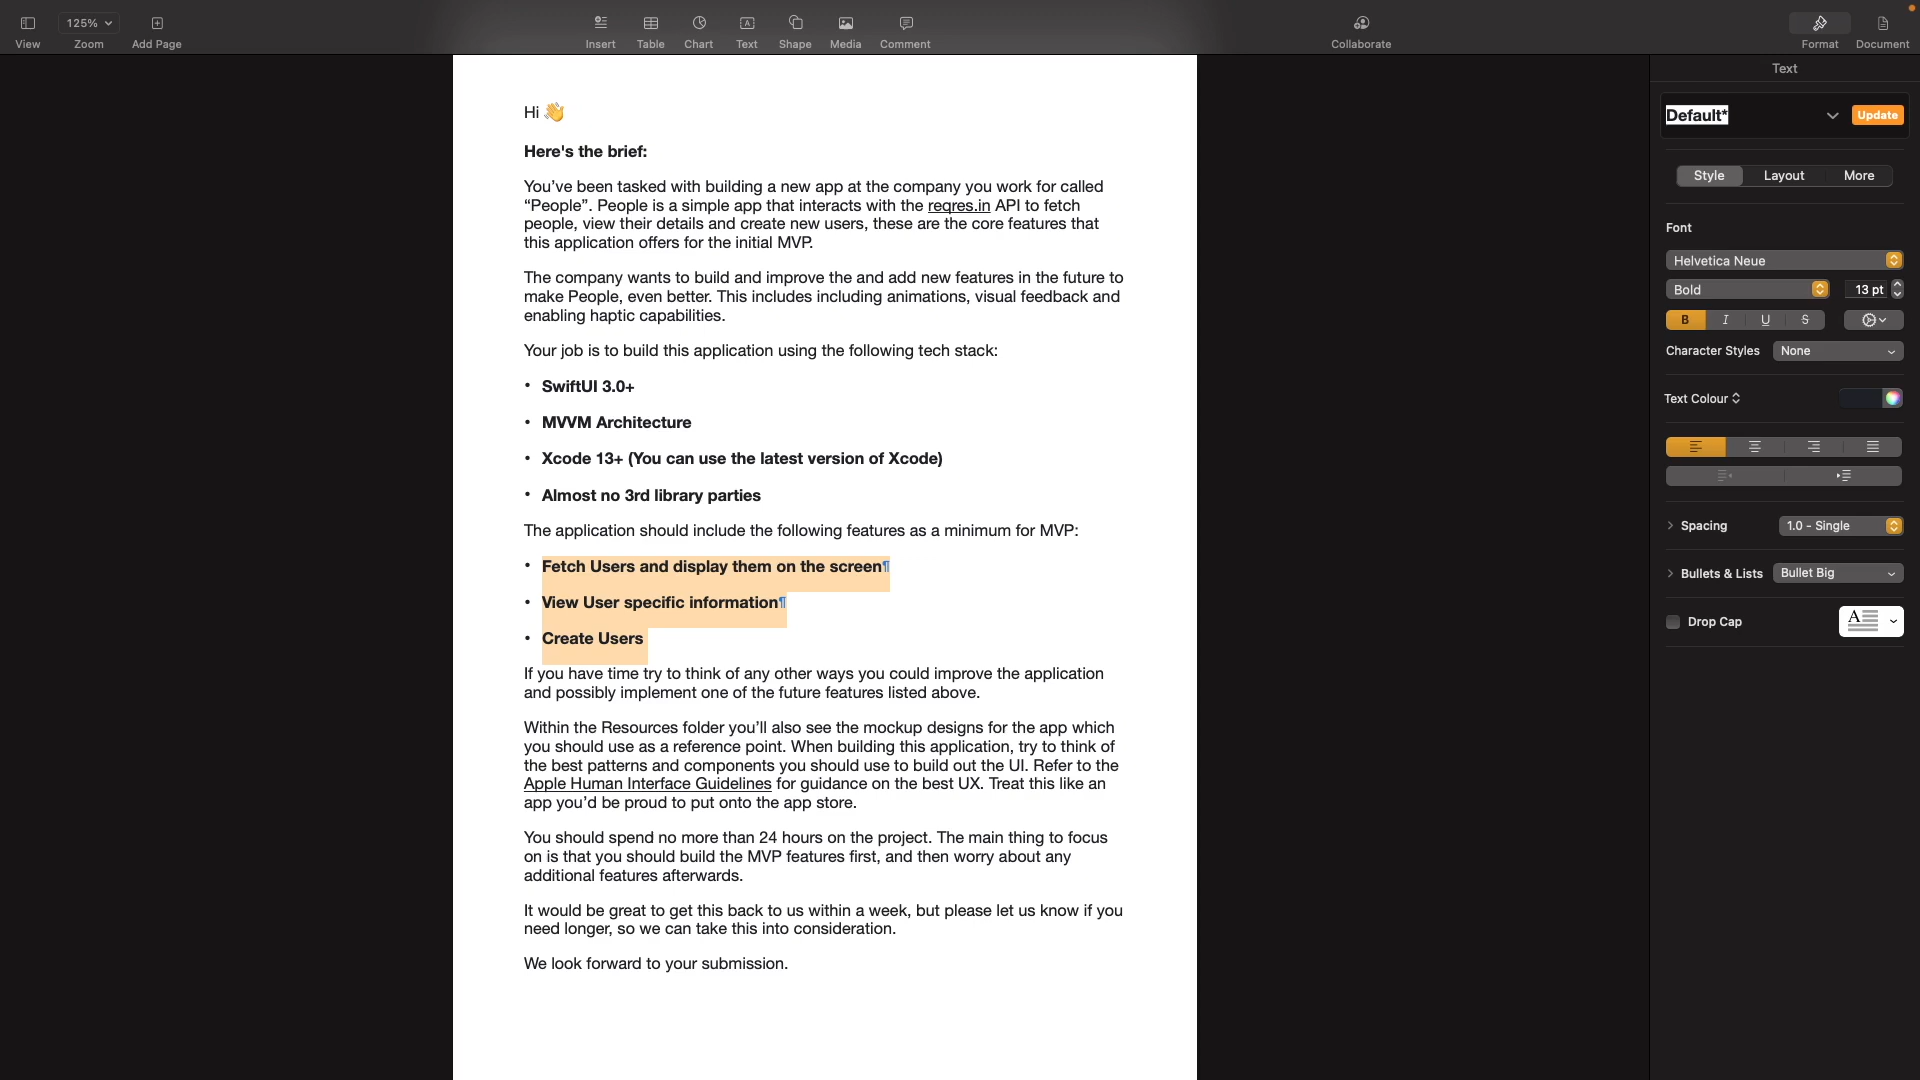 125%
View
Zoom
Add Page
Insert
Table
Chart
Text
Shape
Media
Comment
Collaborate
Format
Document
Hi 👋
Here's the brief:
You’ve been tasked with building a new app at the company you work for called
“People”. People is a simple app that interacts with the reqres.in API to fetch
people, view their details and create new users, these are the core features that
this application offers for the initial MVP.
The company wants to build and improve the and add new features in the future to
make People, even better. This includes including animations, visual feedback and
enabling haptic capabilities.
Your job is to build this application using the following tech stack:
• SwiftUI 3.0+
• MVVM Architecture
• Xcode 13+ (You can use the latest version of Xcode)
• Almost no 3rd library parties
The application should include the following features as a minimum for MVP:
• Fetch Users and display them on the screen¶
• View User specific information¶
• Create Users
If you have time try to think of any other ways you could improve the application
and possibly implement one of the future features listed above.
Within the Resources folder you’ll also see the mockup designs for the app which
you should use as a reference point. When building this application, try to think of
the best patterns and components you should use to build out the UI. Refer to the
Apple Human Interface Guidelines for guidance on the best UX. Treat this like an
app you’d be proud to put onto the app store.
You should spend no more than 24 hours on the project. The main thing to focus
on is that you should build the MVP features first, and then worry about any
additional features afterwards.
It would be great to get this back to us within a week, but please let us know if you
need longer, so we can take this into consideration.
We look forward to your submission.
Text
Default*
Update
Style
Layout
More
Font
Helvetica Neue
Bold
13 pt
B I U S
Character Styles
None
Text Colour
Spacing
1.0 - Single
Bullets & Lists
Bullet Big
Drop Cap
A